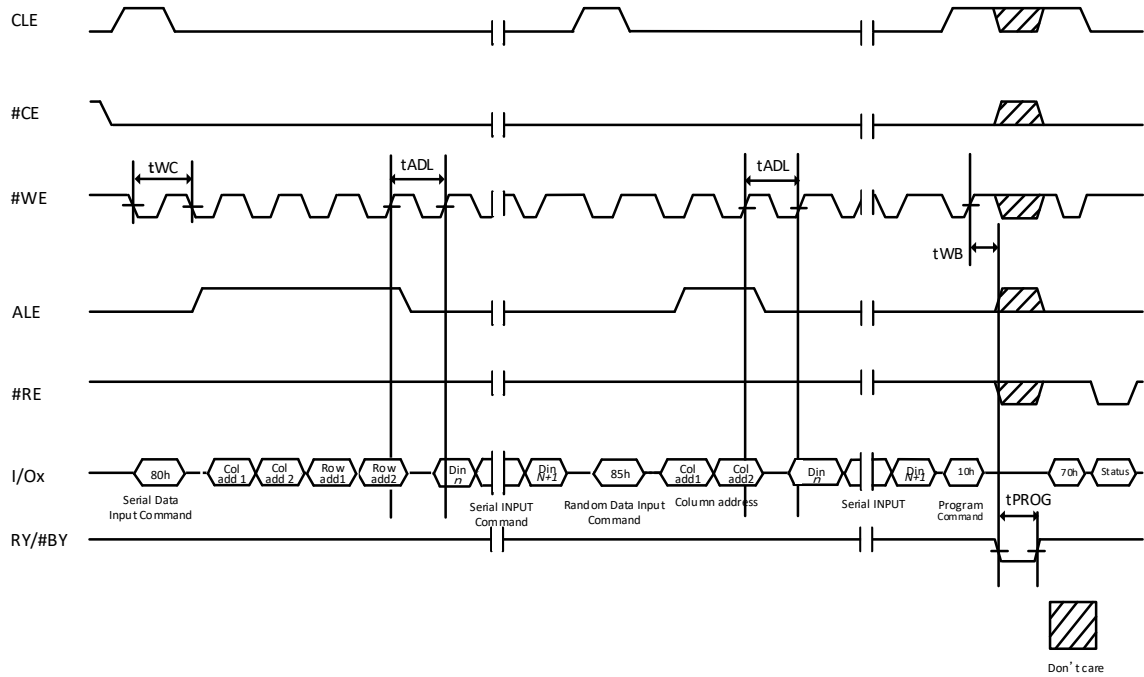 CLE
#CE
tWC
tADL
tADL
#WE
tWB
ALE
#RE
I/Ox
80h
Col
add 1
Col
add 2
Row
add1
Row
add2
Din
n
Din
N+1
85h
Col
add1
Col
add2
Din
n
Din
N+1
10h
70h
Status
Serial Data
Input Command
Serial INPUT
Command
Random Data Input
Command
Column address
Serial INPUT
Program
Command
tPROG
RY/#BY
Don't care